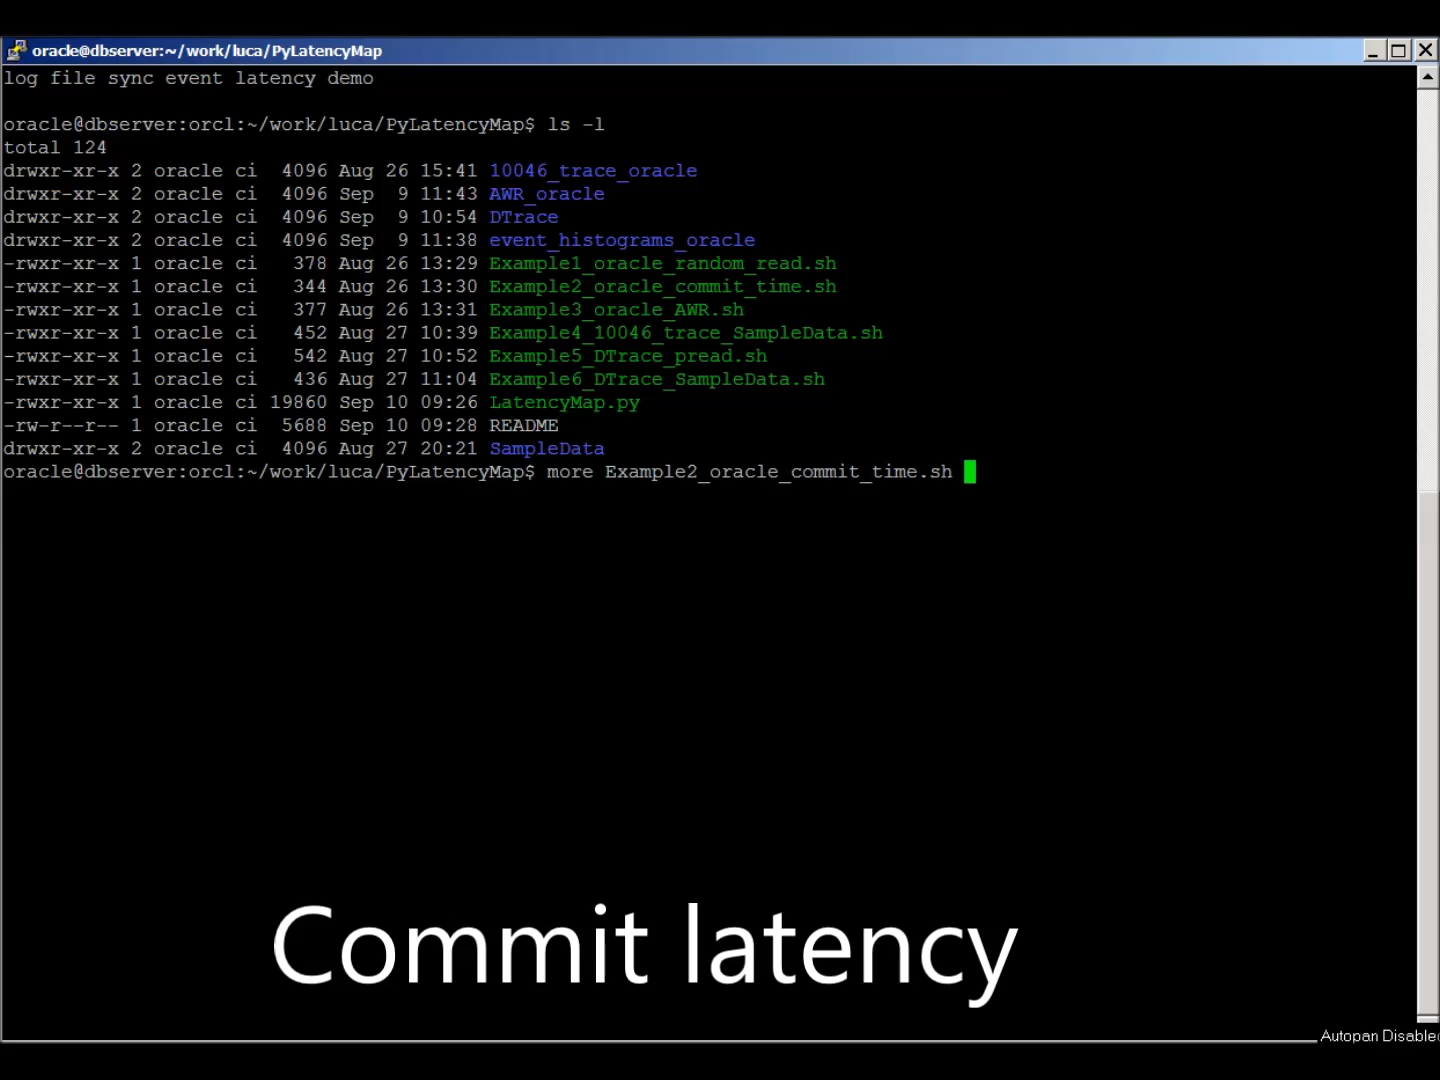 oracle@dbserver:~/work/luca/PyLatencyMap
log file sync event latency demo
oracle@dbserver:orcl:~/work/luca/PyLatencyMap$ ls -l
total 124
drwxr-xr-x 2 oracle ci  4096 Aug 26 15:41 10046_trace_oracle
drwxr-xr-x 2 oracle ci  4096 Sep  9 11:43 AWR_oracle
drwxr-xr-x 2 oracle ci  4096 Sep  9 10:54 DTrace
drwxr-xr-x 2 oracle ci  4096 Sep  9 11:38 event_histograms_oracle
-rwxr-xr-x 1 oracle ci   378 Aug 26 13:29 Example1_oracle_random_read.sh
-rwxr-xr-x 1 oracle ci   344 Aug 26 13:30 Example2_oracle_commit_time.sh
-rwxr-xr-x 1 oracle ci   377 Aug 26 13:31 Example3_oracle_AWR.sh
-rwxr-xr-x 1 oracle ci   452 Aug 27 10:39 Example4_10046_trace_SampleData.sh
-rwxr-xr-x 1 oracle ci   542 Aug 27 10:52 Example5_DTrace_pread.sh
-rwxr-xr-x 1 oracle ci   436 Aug 27 11:04 Example6_DTrace_SampleData.sh
-rwxr-xr-x 1 oracle ci 19860 Sep 10 09:26 LatencyMap.py
-rw-r--r-- 1 oracle ci  5688 Sep 10 09:28 README
drwxr-xr-x 2 oracle ci  4096 Aug 27 20:21 SampleData
oracle@dbserver:orcl:~/work/luca/PyLatencyMap$ more Example2_oracle_commit_time.sh
Commit latency
Autopan Disabled